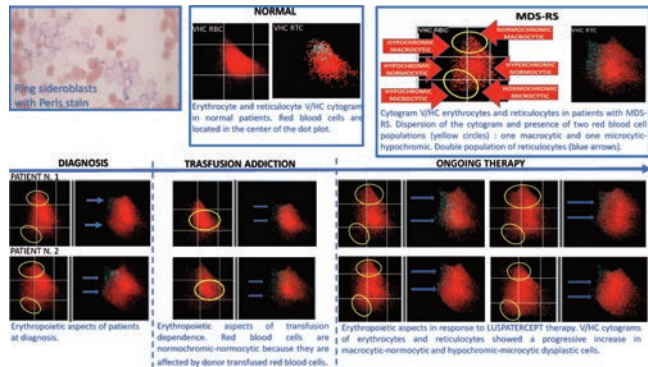 Ring sideroblasts
with Perls stain
NORMAL
VHC RBC
VHC RTC
Erythrocyte and reticulocyte V/HC cytogram
in normal patients. Red blood cells are
located in the center of the dot plot.
MDS-RS
VHC RBC
VHC RTC
HYPOCHROMIC
MACROCYTIC
NORMOCHROMIC
MACROCYTIC
HYPOCHROMIC
NORMOCYTIC
HYPERCHROMIC
NORMOCYTIC
HYPOCHROMIC
MICROCYTIC
NORMOCHROMIC
MICROCYTIC
Cytogram V/HC erythrocytes and reticulocytes in patients with MDS-
RS. Dispersion of the cytogram and presence of two red blood cell
populations (yellow circles) : one macrocytic and one microcytic-
hypochromic. Double population of reticulocytes (blue arrows).
DIAGNOSIS
TRASFUSION ADDICTION
ONGOING THERAPY
PATIENT N. 1
PATIENT N. 2
Erythropoietic aspects of patients
at diagnosis.
Erythropoietic aspects of transfusion
dependence. Red blood cells are
normochromic-normocytic because they are
affected by donor transfused red blood cells.
Erythropoietic aspects in response to LUSPATERCEPT therapy. V/HC cytograms
of erythrocytes and reticulocytes showed a progressive increase in
macrocytic-normocytic and hypochromic-microcytic dysplastic cells.